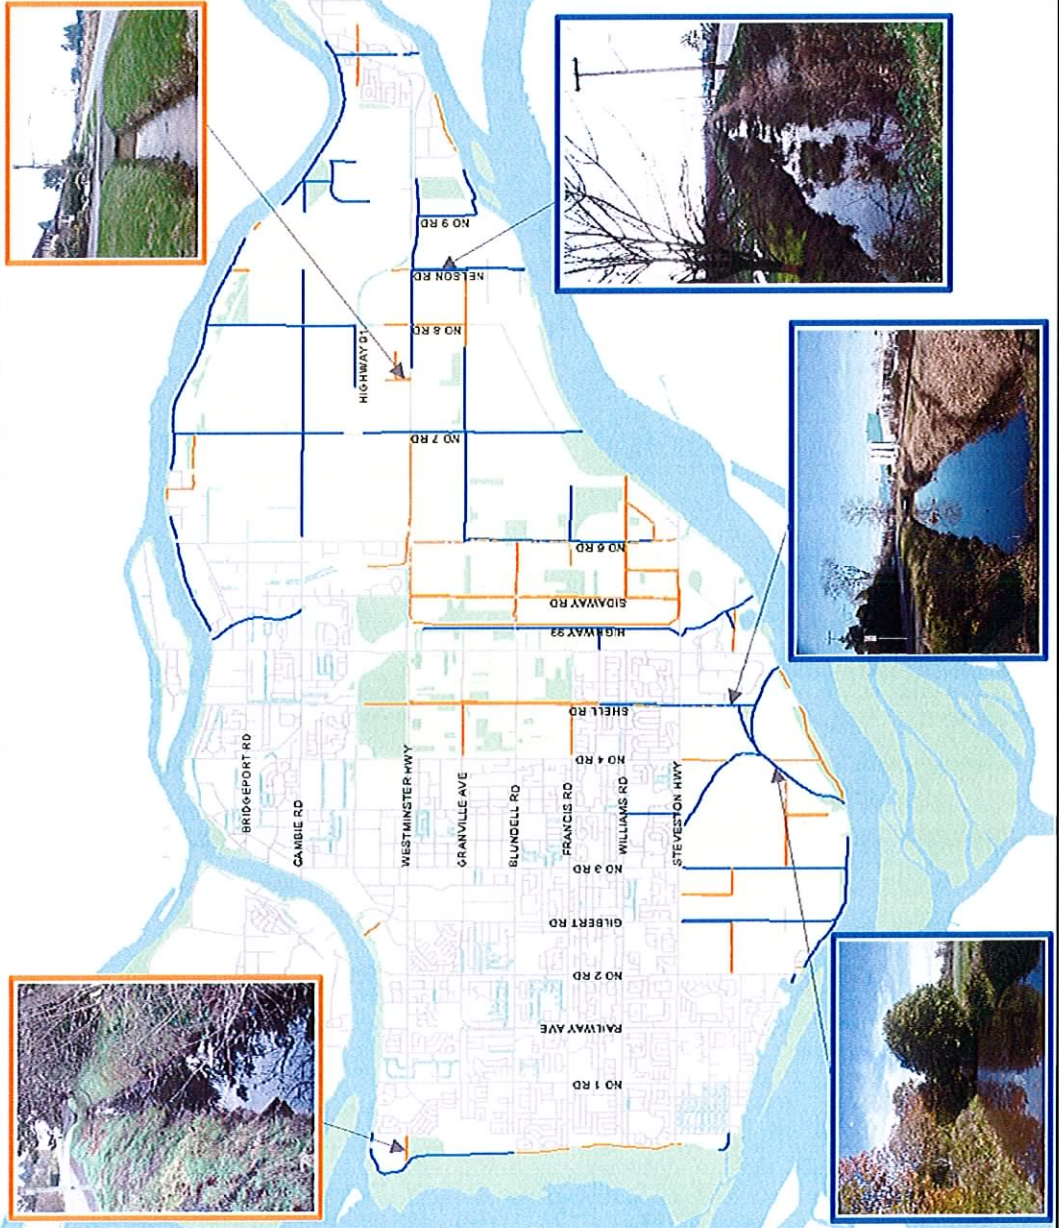 BRIDGEPORT RD
CAMBIE RD
WESTMINSTER HWY
GRANVILLE AVE
BLUNDELL RD
FRANCIS RD
WILLIAMS RD
STEVESTON HWY
NO 1 RD
RAILWAY AVE
NO 2 RD
GILBERT RD
NO 3 RD
NO 4 RD
SHELL RD
HIGHWAY 99
SIDAWAY RD
NO 6 RD
NO 7 RD
HIGHWAY 91
NO 8 RD
NELSON RD
NO 9 RD